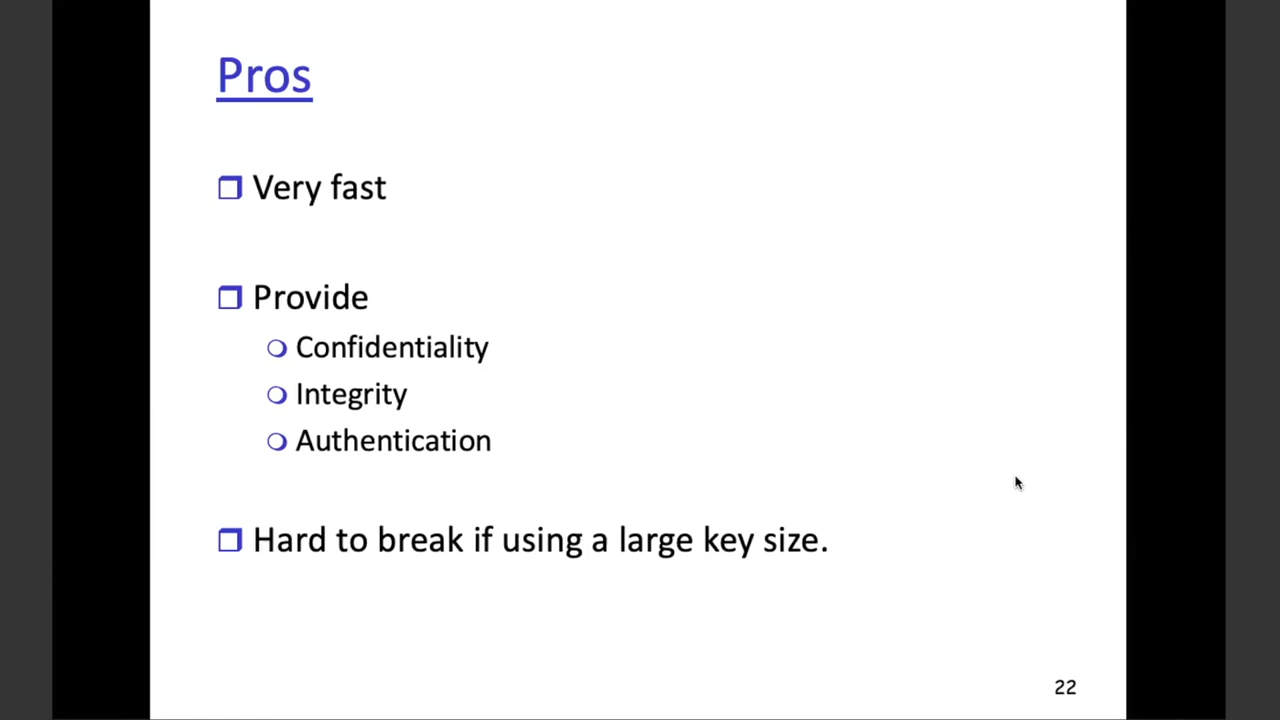 Pros
Very fast
Provide
Confidentiality
Integrity
Authentication
Hard to break if using a large key size.
22